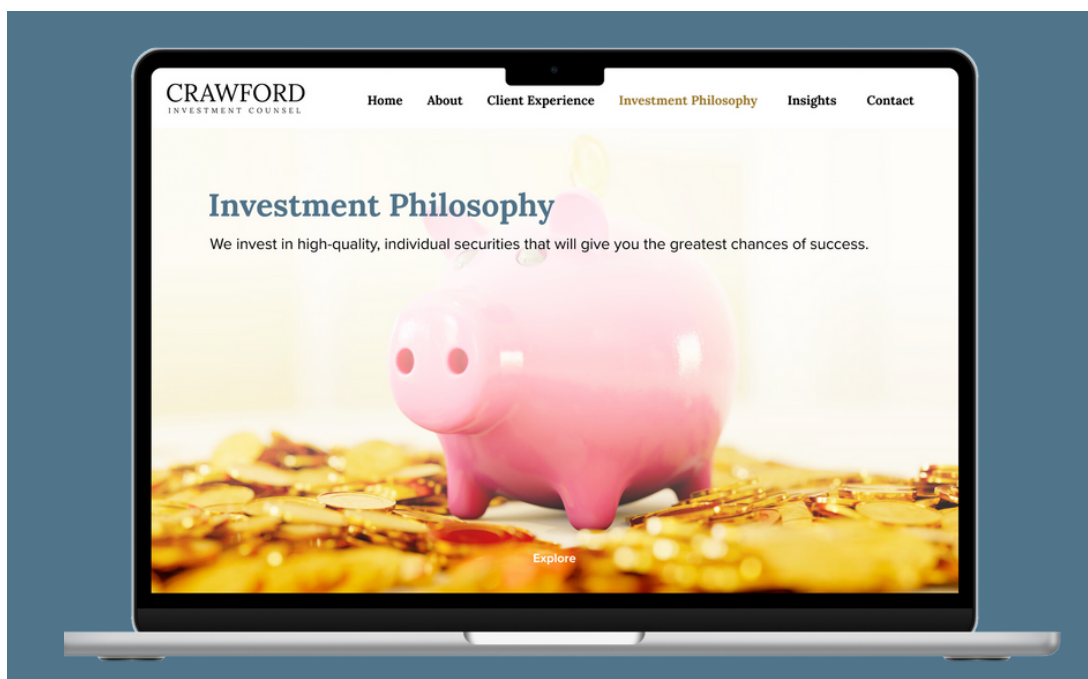 CRAWFORD
INVESTMENT COUNSEL
Home About Client Experience Investment Philosophy Insights Contact
Investment Philosophy
We invest in high-quality, individual securities that will give you the greatest chances of success.
Explore